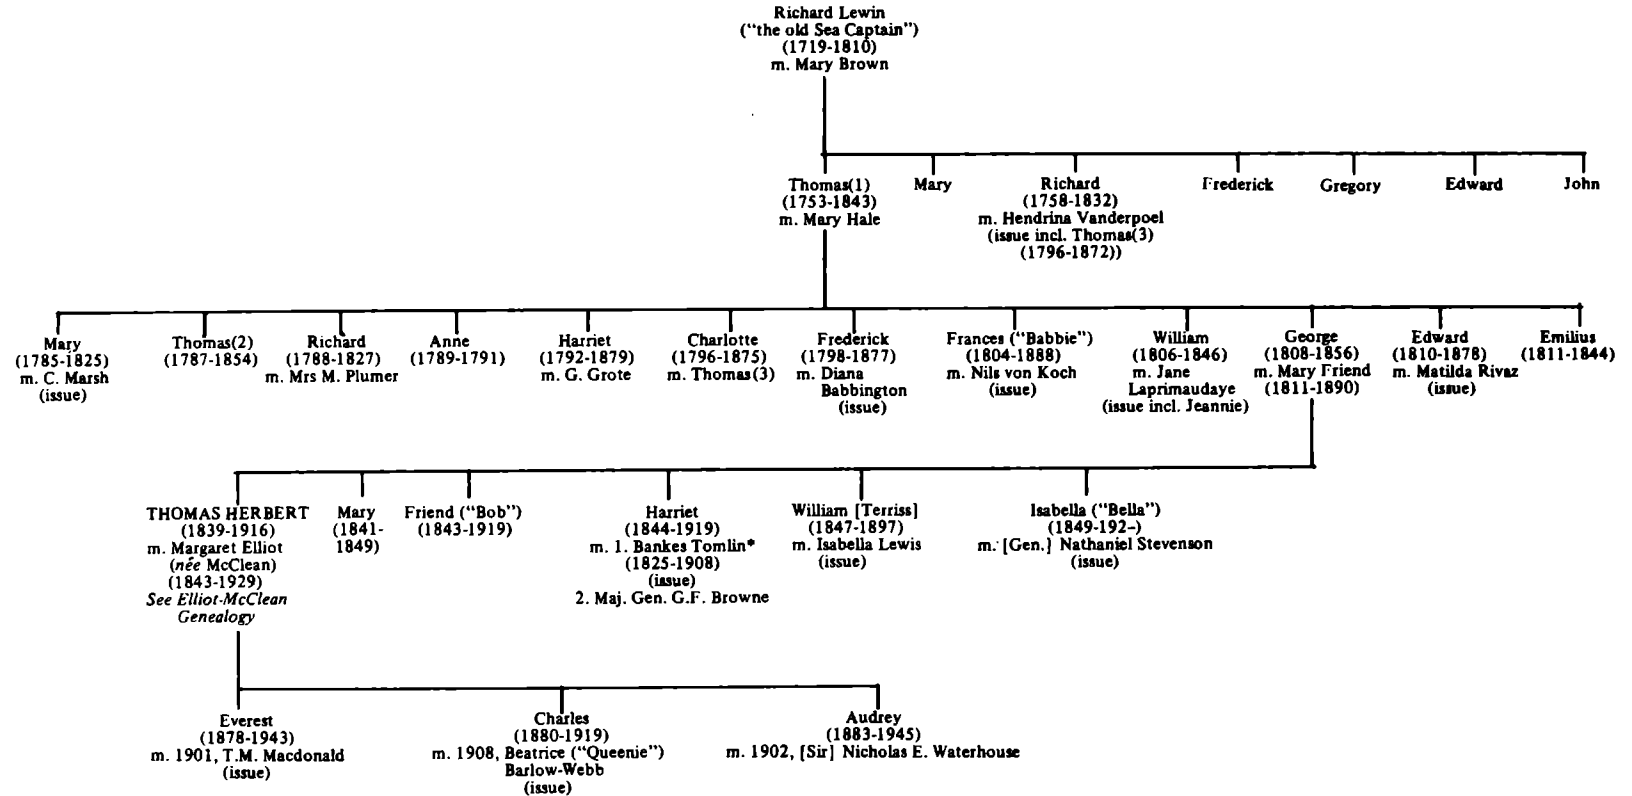 Richard Lewin
("the old Sea Captain")
(1719-1810)
m. Mary Brown
Thomas(1)
(1753-1843)
m. Mary Hale
Mary
Richard
(1758-1832)
m. Hendrina Vanderpoel
(issue incl. Thomas(3)
(1796-1872))
Frederick
Gregory
Edward
John
Mary
(1785-1825)
m. C. Marsh
(issue)
Thomas(2)
(1787-1854)
Richard
(1788-1827)
m. Mrs M. Plumer
Anne
(1789-1791)
Harriet
(1792-1879)
m. G. Grote
Charlotte
(1796-1875)
m. Thomas(3)
Frederick
(1798-1877)
m. Diana
Babbington
(issue)
Frances ("Babbie")
(1804-1888)
m. Nils von Koch
(issue)
William
(1806-1846)
m. Jane
Laprimaudaye
(issue incl. Jeannie)
George
(1808-1856)
m. Mary Friend
(1811-1890)
Edward
(1810-1878)
m. Matilda Rivaz
(issue)
Emilius
(1811-1844)
THOMAS HERBERT
(1839-1916)
m. Margaret Elliot
(née McClean)
(1843-1929)
See Elliot-McClean
Genealogy
Mary
(1841-
1849)
Friend ("Bob")
(1843-1919)
Harriet
(1844-1919)
m. 1. Bankes Tomlin*
(1825-1908)
(issue)
2. Maj. Gen. G.F. Browne
William [Terriss]
(1847-1897)
m. Isabella Lewis
(issue)
Isabella ("Bella")
(1849-192-)
m. [Gen.] Nathaniel Stevenson
(issue)
Everest
(1878-1943)
m. 1901, T.M. Macdonald
(issue)
Charles
(1880-1919)
m. 1908, Beatrice ("Queenie")
Barlow-Webb
(issue)
Audrey
(1883-1945)
m. 1902, [Sir] Nicholas E. Waterhouse